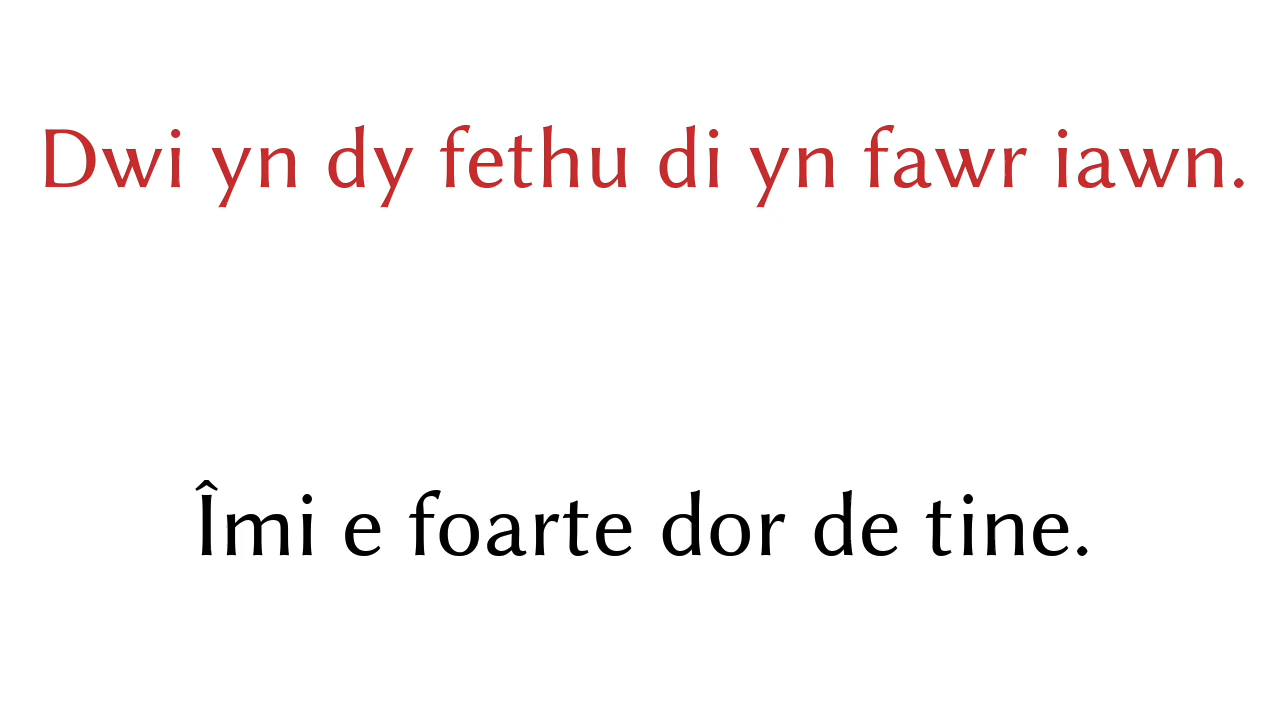 Dwi yn dy fethu di yn fawr iawn.
Îmi e foarte dor de tine.